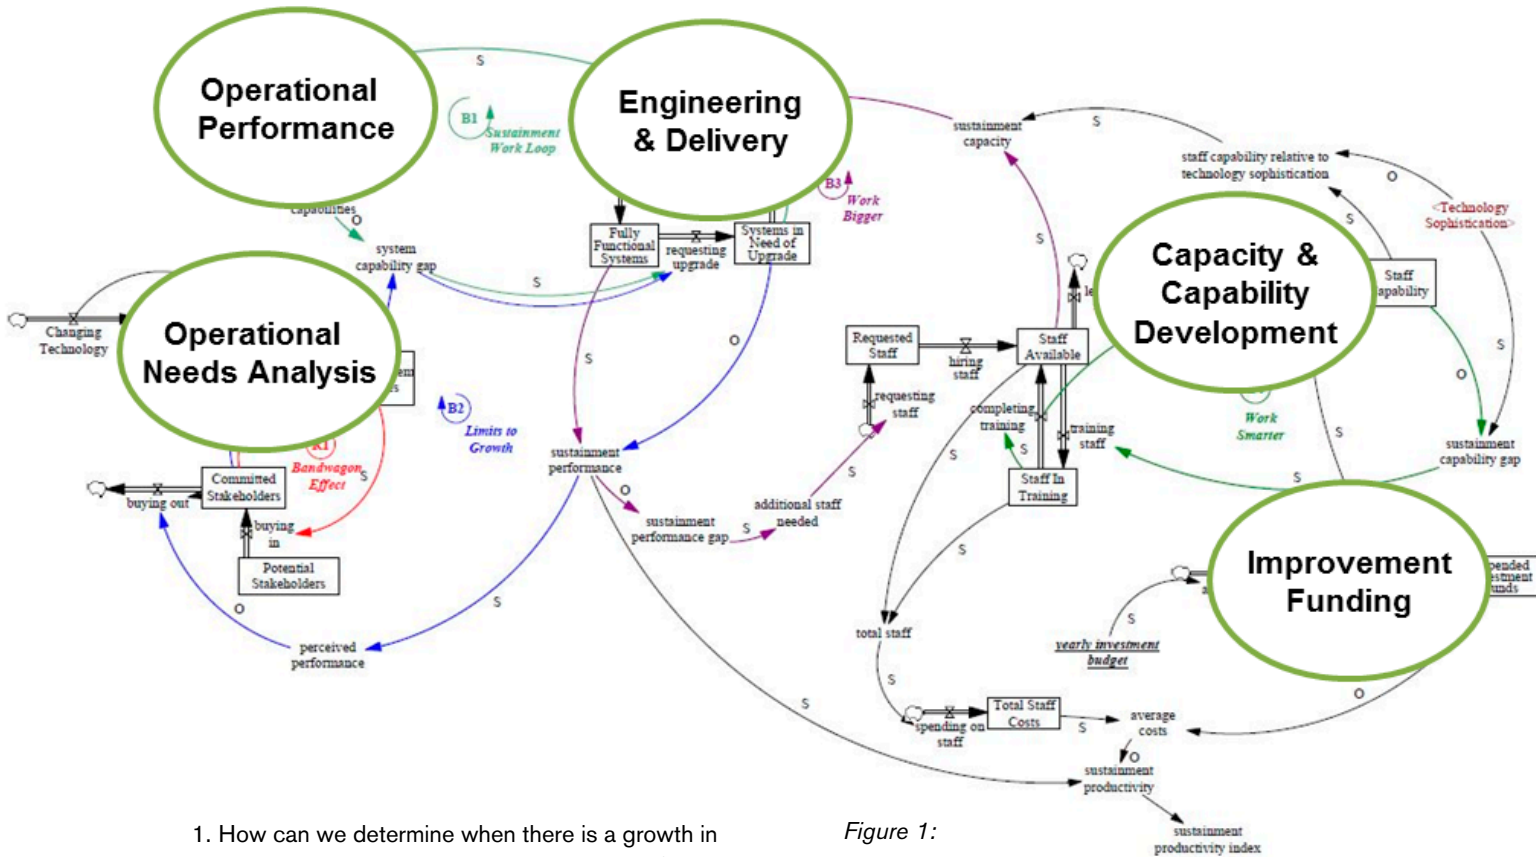 Operational
Performance
Engineering
& Delivery
S
B1
Sustainment
Work Loop
sustainment
capacity
S
staff capability relative to
technology sophistication
O
<Technology
Sophistication>
B3
Work
Bigger
capabilities
O
system
capability gap
Fully
Functional
Systems
requesting
upgrade
Systems in
Need of
Upgrade
S
S
S
Capacity &
Capability
Development
Staff
Changing
Technology
Operational
Needs Analysis
O
S
Requested
Staff
hiring
staff
Staff
Available
S
O
B2
Limits to
Growth
requesting
staff
completing
training
training
staff
Work
Smarter
S
sustainment
capability gap
R1
Bandwagon
Effect
S
sustainment
performance
S
S
S
S
Committed
Stakeholders
buying out
buying
in
O
additional staff
needed
Staff In
Training
sustainment
performance gap
S
S
Potential
Stakeholders
Improvement
Funding
O
S
S
yearly investment
budget
perceived
performance
total staff
S
S
O
Total Staff
Costs
spending on
staff
S
average
costs
O
sustainment
productivity
sustainment
productivity index
1. How can we determine when there is a growth in
Figure 1: